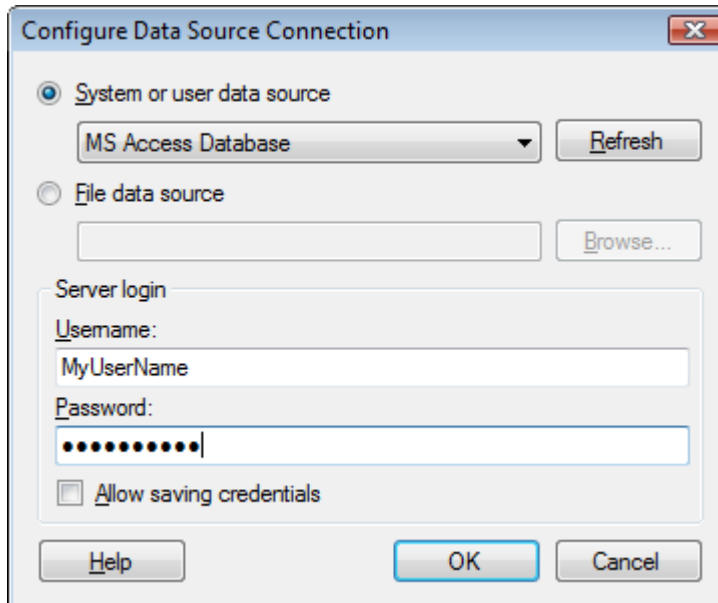 Configure Data Source Connection
System or user data source
MS Access Database
Refresh
File data source
Browse...
Server login
Username:
MyUserName
Password:
●●●●●●●●●●
Allow saving credentials
Help
OK
Cancel